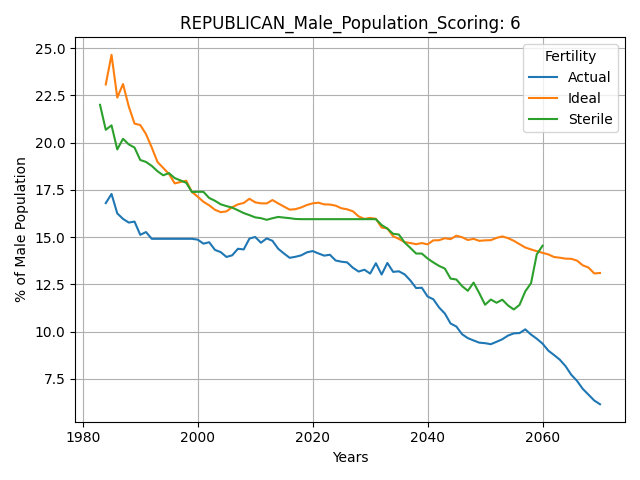 REPUBLICAN_Male_Population_Scoring: 6
Fertility
Actual
Ideal
Sterile
% of Male Population
25.0
22.5
20.0
17.5
15.0
12.5
10.0
7.5
1980
2000
2020
2040
2060
Years